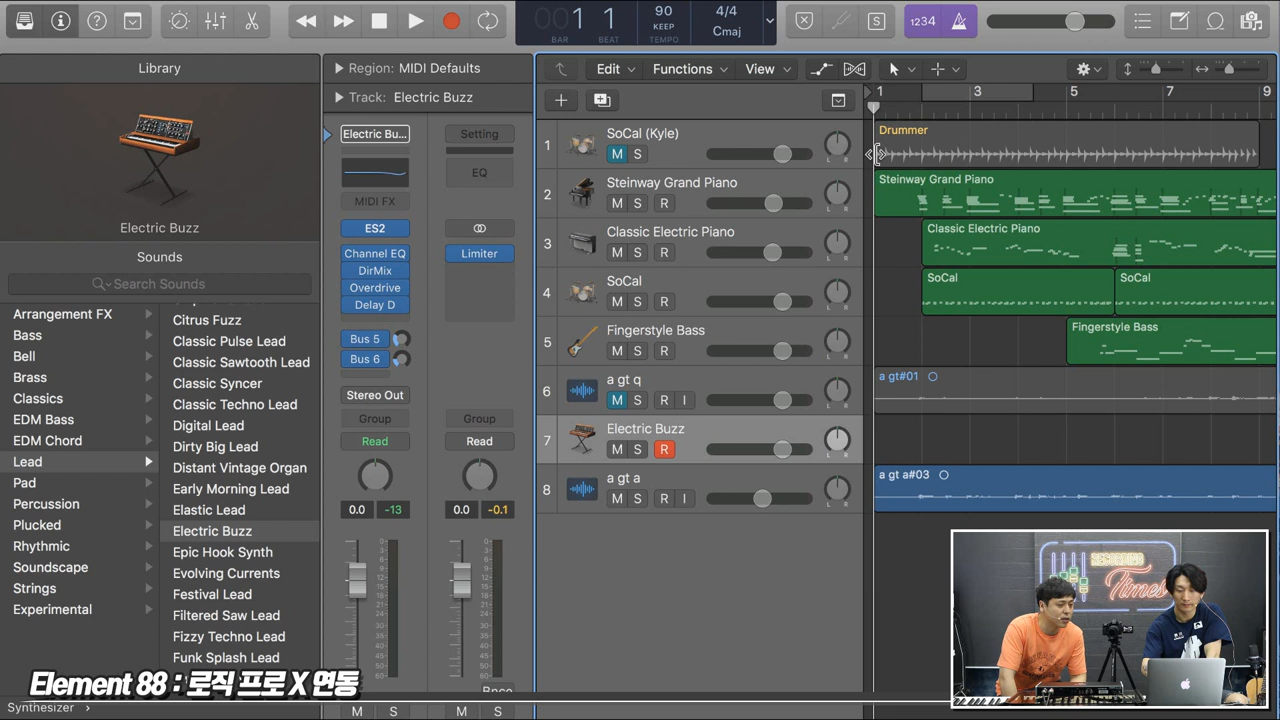 1 1
BAR BEAT
90
KEEP
TEMPO
4/4
Cmaj
S
1234
Library
Region: MIDI Defaults
Track: Electric Buzz
Edit
Functions
View
1 3 5 7 9
Electric Buzz
Sounds
Search Sounds
Arrangement FX
Bass
Bell
Brass
Classics
EDM Bass
EDM Chord
Lead
Pad
Percussion
Plucked
Rhythmic
Soundscape
Strings
Experimental
Citrus Fuzz
Classic Pulse Lead
Classic Sawtooth Lead
Classic Syncer
Classic Techno Lead
Digital Lead
Dirty Big Lead
Distant Vintage Organ
Early Morning Lead
Elastic Lead
Electric Buzz
Epic Hook Synth
Evolving Currents
Festival Lead
Filtered Saw Lead
Fizzy Techno Lead
Funk Splash Lead
Synthesizer
Electric Bu...
MIDI FX
ES2
Channel EQ
DirMix
Overdrive
Delay D
Bus 5
Bus 6
Stereo Out
Group
Read
0.0 -13
M S
Setting
EQ
Limiter
Group
Read
0.0 -0.1
Bnce
M S
1 SoCal (Kyle)
M S
L R
2 Steinway Grand Piano
M S R
L R
3 Classic Electric Piano
M S R
L R
4 SoCal
M S R
L R
5 Fingerstyle Bass
M S R
L R
6 a gt q
M S R I
L R
7 Electric Buzz
M S R
L R
8 a gt a
M S R I
L R
Drummer
Steinway Grand Piano
Classic Electric Piano
SoCal SoCal
Fingerstyle Bass
a gt#01
a gt a#03
RECORDING
Times
Element 88 : 로직 프로 X 연동